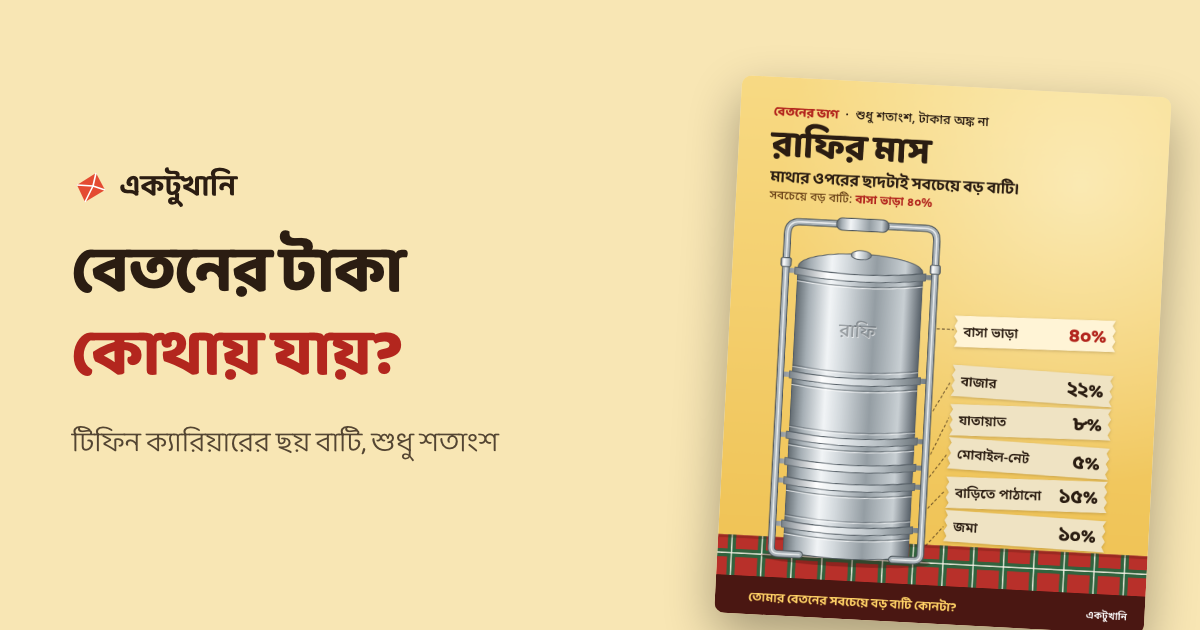 একটুখানি
বেতনের টাকা
কোথায় যায়?
টিফিন ক্যারিয়ারের ছয় বাটি, শুধু শতাংশ
বেতনের ভাগ · শুধু শতাংশ, টাকার অঙ্ক না
রাফির মাস
মাথার ওপরের ছাদটাই সবচেয়ে বড় বাটি।
সবচেয়ে বড় বাটি: বাসা ভাড়া ৪০%
রাফি
বাসা ভাড়া ৪০%
বাজার ২২%
যাতায়াত ৮%
মোবাইল-নেট ৫%
বাড়িতে পাঠানো ১৫%
জমা ১০%
তোমার বেতনের সবচেয়ে বড় বাটি কোনটা?
একটুখানি